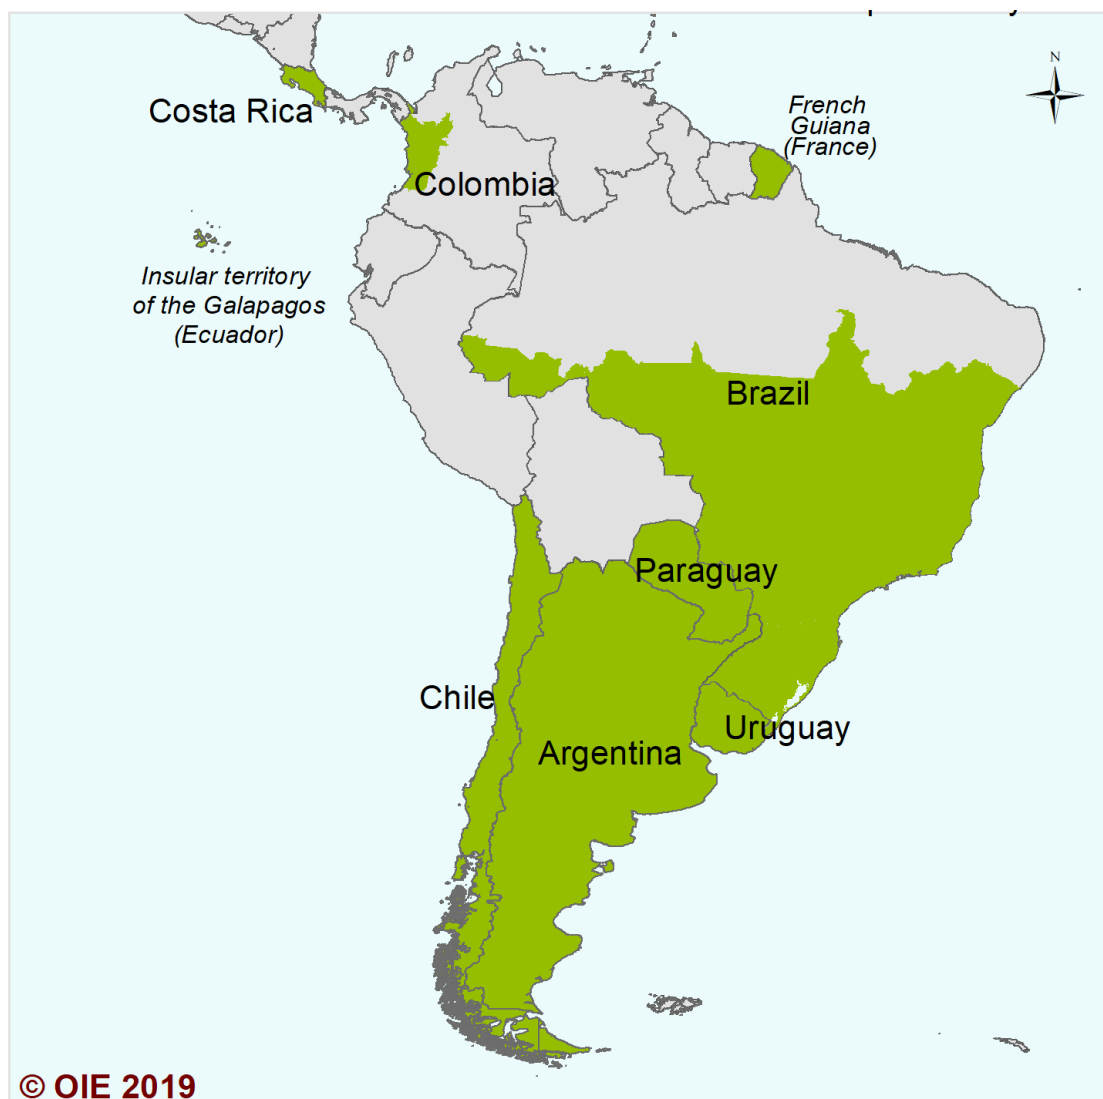 N
Costa Rica
French
Guiana
(France)
Colombia
Insular territory
of the Galapagos
(Ecuador)
Brazil
Paraguay
Chile
Uruguay
Argentina
© OIE 2019